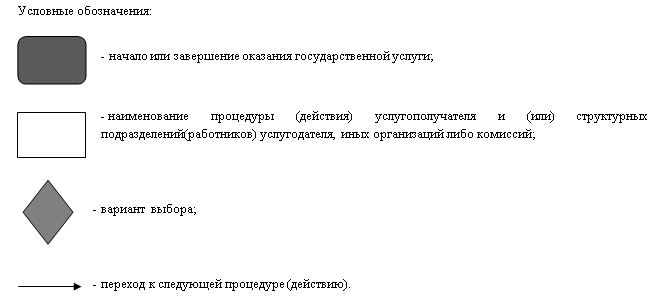 Условные обозначения:
- начало или завершение оказания государственной услуги;
- наименование процедуры (действия) услугополучателя и (или) структурных
подразделений(работников) услугодателя, иных организаций либо комиссий;
- вариант выбора;
- переход к следующей процедуре (действию).